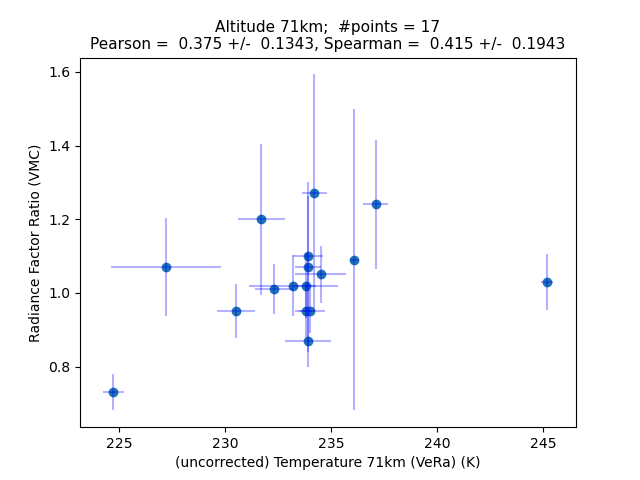 Altitude 71km;  #points = 17
Pearson =  0.375 +/-  0.1343, Spearman =  0.415 +/-  0.1943
1.6
1.4
1.2
1.0
0.8
Radiance Factor Ratio (VMC)
225
230
235
240
245
(uncorrected) Temperature 71km (VeRa) (K)